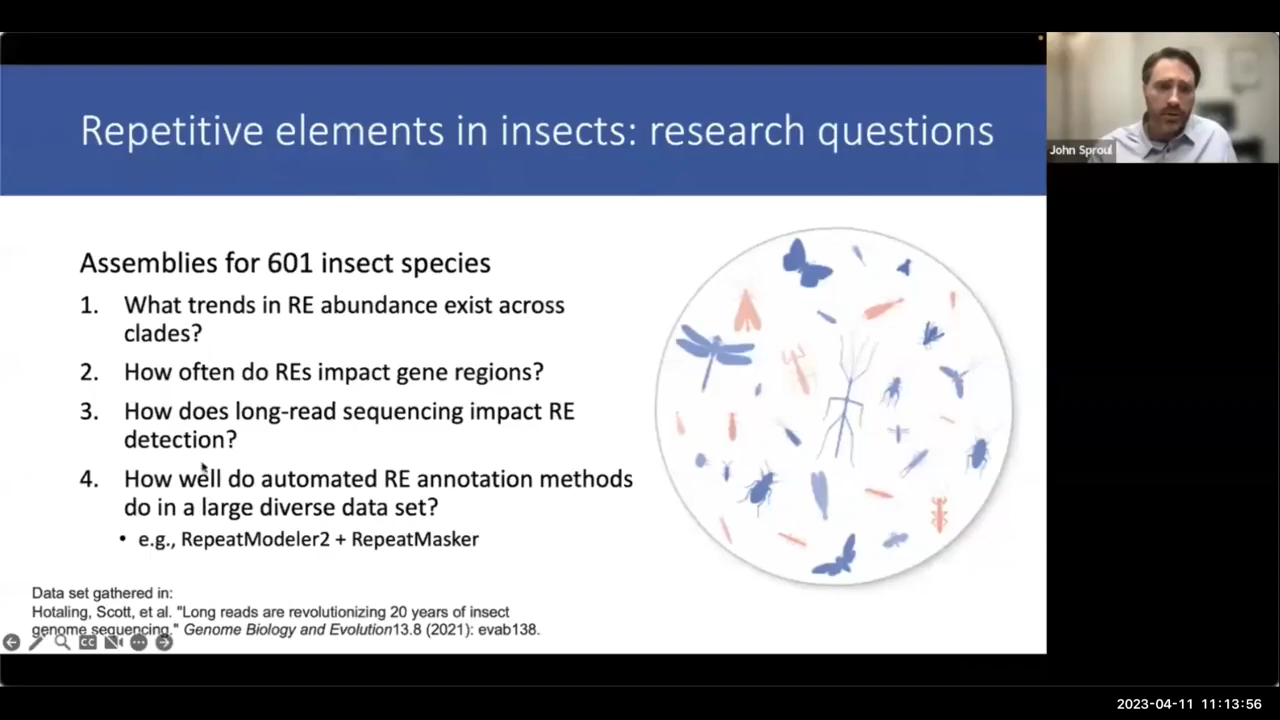 Repetitive elements in insects: research questions
John Sproul
Assemblies for 601 insect species
1. What trends in RE abundance exist across
clades?
2. How often do REs impact gene regions?
3. How does long-read sequencing impact RE
detection?
4. How well do automated RE annotation methods
do in a large diverse data set?
• e.g., RepeatModeler2 + RepeatMasker
Data set gathered in:
Hotaling, Scott, et al. "Long reads are revolutionizing 20 years of insect
genome sequencing." Genome Biology and Evolution13.8 (2021): evab138.
CC
2023-04-11 11:13:56